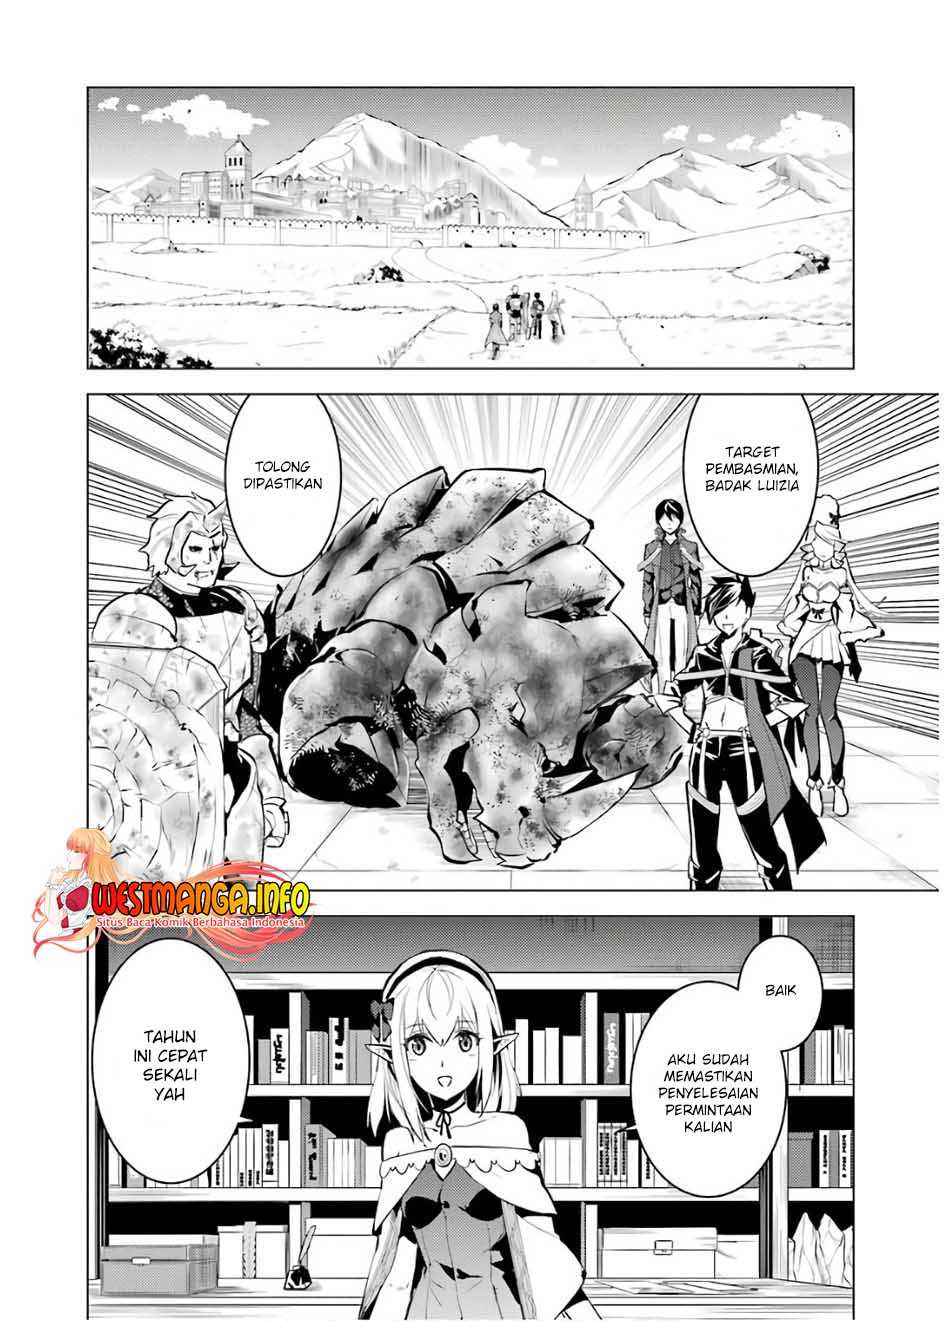 TARGET
PEMBASMIAN,
BADAK LUIZIA
TOLONG
DIPASTIKAN
WESTMANGA.INFO
Situs Baca Komik Berbahasa Indonesia
BAIK
AKU SUDAH
MEMASTIKAN
PENYELESAIAN
PERMINTAAN
KALIAN
TAHUN
INI CEPAT
SEKALI
YAH